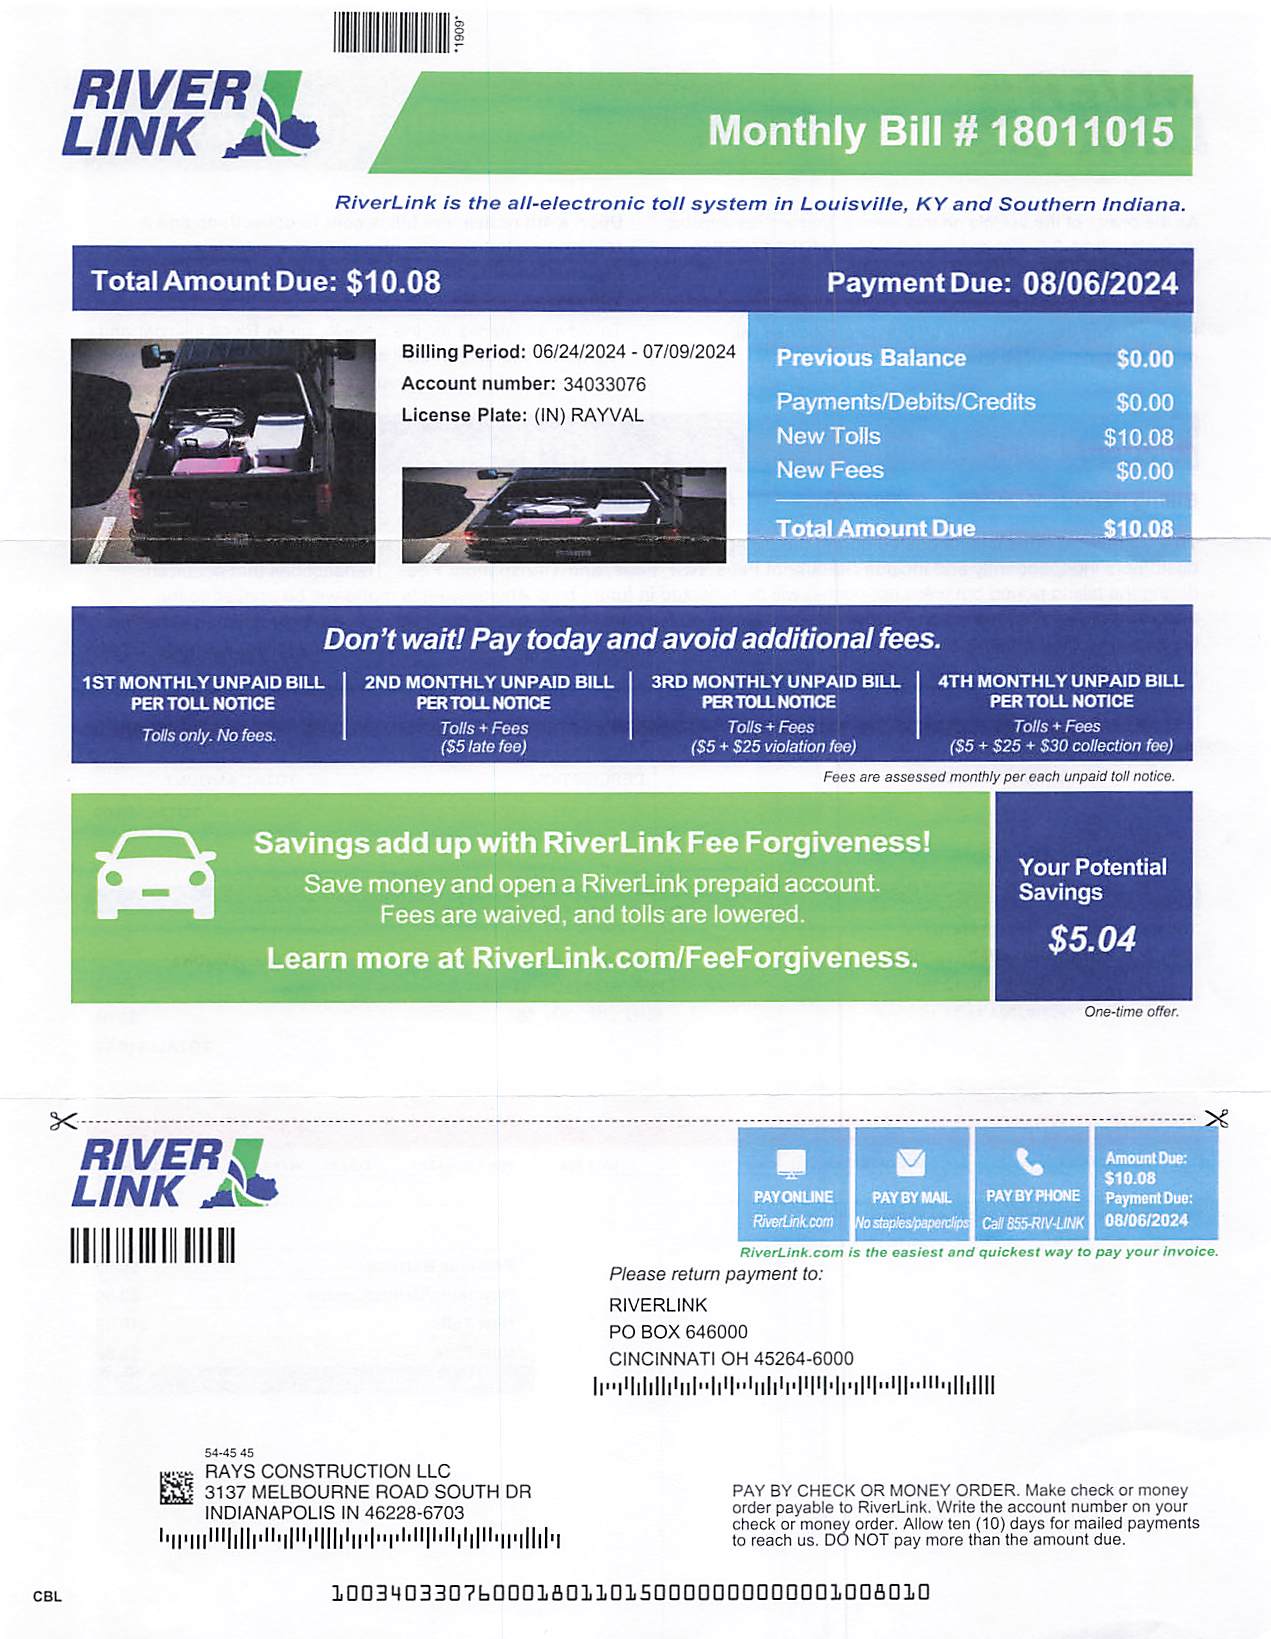 *1909*
RIVER
LINK
Monthly Bill # 18011015
RiverLink is the all-electronic toll system in Louisville, KY and Southern Indiana.
Total Amount Due: $10.08
Payment Due: 08/06/2024
Billing Period: 06/24/2024 - 07/09/2024
Account number: 34033076
License Plate: (IN) RAYVAL
Previous Balance $0.00
Payments/Debits/Credits $0.00
New Tolls $10.08
New Fees $0.00
Total Amount Due $10.08
Don't wait! Pay today and avoid additional fees.
1ST MONTHLY UNPAID BILL
PER TOLL NOTICE
Tolls only. No fees.
2ND MONTHLY UNPAID BILL
PER TOLL NOTICE
Tolls + Fees
($5 late fee)
3RD MONTHLY UNPAID BILL
PER TOLL NOTICE
Tolls + Fees
($5 + $25 violation fee)
4TH MONTHLY UNPAID BILL
PER TOLL NOTICE
Tolls + Fees
($5 + $25 + $30 collection fee)
Fees are assessed monthly per each unpaid toll notice.
Savings add up with RiverLink Fee Forgiveness!
Save money and open a RiverLink prepaid account.
Fees are waived, and tolls are lowered.
Learn more at RiverLink.com/FeeForgiveness.
Your Potential
Savings
$5.04
One-time offer.
RIVER
LINK
PAY ONLINE
RiverLink.com
PAY BY MAIL
No staples/paperclips
PAY BY PHONE
Call 855-RIV-LINK
Amount Due:
$10.08
Payment Due:
08/06/2024
RiverLink.com is the easiest and quickest way to pay your invoice.
Please return payment to:
RIVERLINK
PO BOX 646000
CINCINNATI OH 45264-6000
54-45 45
RAYS CONSTRUCTION LLC
3137 MELBOURNE ROAD SOUTH DR
INDIANAPOLIS IN 46228-6703
PAY BY CHECK OR MONEY ORDER. Make check or money
order payable to RiverLink. Write the account number on your
check or money order. Allow ten (10) days for mailed payments
to reach us. DO NOT pay more than the amount due.
CBL
1003403307600018011015000000000000001008010